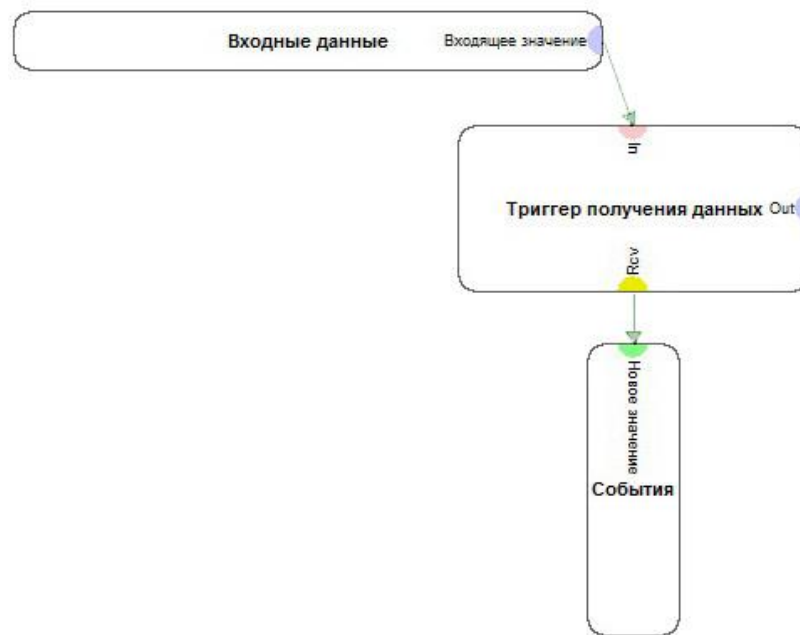 Входные данные
Входящее значение
In
Триггер получения данных
Out
Rcv
Новое значение
События